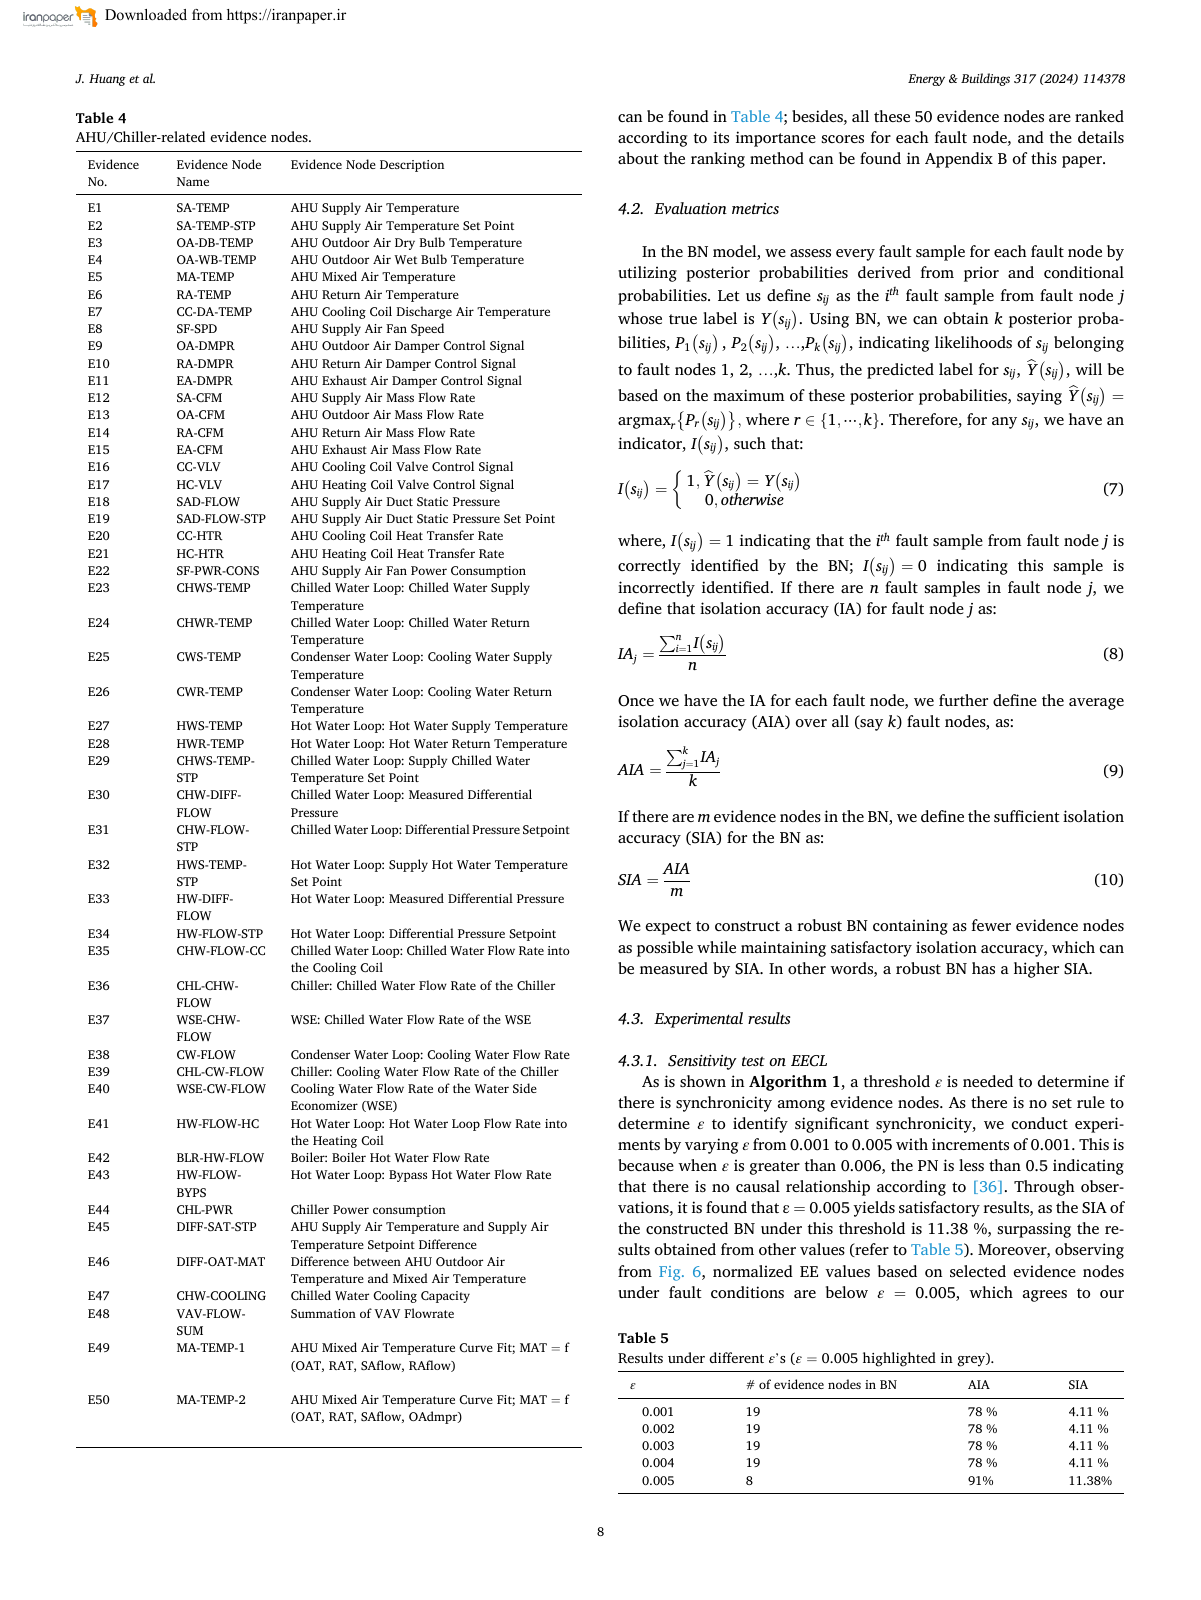 iranpaper
Downloaded from https://iranpaper.ir
J. Huang et al.
Energy & Buildings 317 (2024) 114378
Table 4
AHU/Chiller-related evidence nodes.
Evidence No. Evidence Node Name Evidence Node Description
E1 SA-TEMP AHU Supply Air Temperature
E2 SA-TEMP-STP AHU Supply Air Temperature Set Point
E3 OA-DB-TEMP AHU Outdoor Air Dry Bulb Temperature
E4 OA-WB-TEMP AHU Outdoor Air Wet Bulb Temperature
E5 MA-TEMP AHU Mixed Air Temperature
E6 RA-TEMP AHU Return Air Temperature
E7 CC-DA-TEMP AHU Cooling Coil Discharge Air Temperature
E8 SF-SPD AHU Supply Air Fan Speed
E9 OA-DMPR AHU Outdoor Air Damper Control Signal
E10 RA-DMPR AHU Return Air Damper Control Signal
E11 EA-DMPR AHU Exhaust Air Damper Control Signal
E12 SA-CFM AHU Supply Air Mass Flow Rate
E13 OA-CFM AHU Outdoor Air Mass Flow Rate
E14 RA-CFM AHU Return Air Mass Flow Rate
E15 EA-CFM AHU Exhaust Air Mass Flow Rate
E16 CC-VLV AHU Cooling Coil Valve Control Signal
E17 HC-VLV AHU Heating Coil Valve Control Signal
E18 SAD-FLOW AHU Supply Air Duct Static Pressure
E19 SAD-FLOW-STP AHU Supply Air Duct Static Pressure Set Point
E20 CC-HTR AHU Cooling Coil Heat Transfer Rate
E21 HC-HTR AHU Heating Coil Heat Transfer Rate
E22 SF-PWR-CONS AHU Supply Air Fan Power Consumption
E23 CHWS-TEMP Chilled Water Loop: Chilled Water Supply
Temperature
E24 CHWR-TEMP Chilled Water Loop: Chilled Water Return
Temperature
E25 CWS-TEMP Condenser Water Loop: Cooling Water Supply
Temperature
E26 CWR-TEMP Condenser Water Loop: Cooling Water Return
Temperature
E27 HWS-TEMP Hot Water Loop: Hot Water Supply Temperature
E28 HWR-TEMP Hot Water Loop: Hot Water Return Temperature
E29 CHWS-TEMP- Chilled Water Loop: Supply Chilled Water
STP Temperature Set Point
E30 CHW-DIFF- Chilled Water Loop: Measured Differential
FLOW Pressure
E31 CHW-FLOW- Chilled Water Loop: Differential Pressure Setpoint
STP
E32 HWS-TEMP- Hot Water Loop: Supply Hot Water Temperature
STP Set Point
E33 HW-DIFF- Hot Water Loop: Measured Differential Pressure
FLOW
E34 HW-FLOW-STP Hot Water Loop: Differential Pressure Setpoint
E35 CHW-FLOW-CC Chilled Water Loop: Chilled Water Flow Rate into
the Cooling Coil
E36 CHL-CHW- Chiller: Chilled Water Flow Rate of the Chiller
FLOW
E37 WSE-CHW- WSE: Chilled Water Flow Rate of the WSE
FLOW
E38 CW-FLOW Condenser Water Loop: Cooling Water Flow Rate
E39 CHL-CW-FLOW Chiller: Cooling Water Flow Rate of the Chiller
E40 WSE-CW-FLOW Cooling Water Flow Rate of the Water Side
Economizer (WSE)
E41 HW-FLOW-HC Hot Water Loop: Hot Water Loop Flow Rate into
the Heating Coil
E42 BLR-HW-FLOW Boiler: Boiler Hot Water Flow Rate
E43 HW-FLOW- Hot Water Loop: Bypass Hot Water Flow Rate
BYPS
E44 CHL-PWR Chiller Power consumption
E45 DIFF-SAT-STP AHU Supply Air Temperature and Supply Air
Temperature Setpoint Difference
E46 DIFF-OAT-MAT Difference between AHU Outdoor Air
Temperature and Mixed Air Temperature
E47 CHW-COOLING Chilled Water Cooling Capacity
E48 VAV-FLOW- Summation of VAV Flowrate
SUM
E49 MA-TEMP-1 AHU Mixed Air Temperature Curve Fit; MAT = f
(OAT, RAT, SAflow, RAflow)
E50 MA-TEMP-2 AHU Mixed Air Temperature Curve Fit; MAT = f
(OAT, RAT, SAflow, OAdmpr)
can be found in Table 4; besides, all these 50 evidence nodes are ranked
according to its importance scores for each fault node, and the details
about the ranking method can be found in Appendix B of this paper.
4.2. Evaluation metrics
In the BN model, we assess every fault sample for each fault node by
utilizing posterior probabilities derived from prior and conditional
probabilities. Let us define s_ij as the i^th fault sample from fault node j
whose true label is Y(s_ij). Using BN, we can obtain k posterior proba-
bilities, P_1(s_ij) , P_2(s_ij), …,P_k(s_ij), indicating likelihoods of s_ij belonging
to fault nodes 1, 2, …,k. Thus, the predicted label for s_ij, Ŷ(s_ij), will be
based on the maximum of these posterior probabilities, saying Ŷ(s_ij) =
argmax_r{P_r(s_ij)}, where r ∈ {1, ⋯, k}. Therefore, for any s_ij, we have an
indicator, I(s_ij), such that:
I(s_ij) = { 1, Ŷ(s_ij) = Y(s_ij)
0, otherwise (7)
where, I(s_ij) = 1 indicating that the i^th fault sample from fault node j is
correctly identified by the BN; I(s_ij) = 0 indicating this sample is
incorrectly identified. If there are n fault samples in fault node j, we
define that isolation accuracy (IA) for fault node j as:
IA_j = ∑_{i=1}^n I(s_ij) / n (8)
Once we have the IA for each fault node, we further define the average
isolation accuracy (AIA) over all (say k) fault nodes, as:
AIA = ∑_{j=1}^k IA_j / k (9)
If there are m evidence nodes in the BN, we define the sufficient isolation
accuracy (SIA) for the BN as:
SIA = AIA / m (10)
We expect to construct a robust BN containing as fewer evidence nodes
as possible while maintaining satisfactory isolation accuracy, which can
be measured by SIA. In other words, a robust BN has a higher SIA.
4.3. Experimental results
4.3.1. Sensitivity test on EECL
As is shown in Algorithm 1, a threshold ε is needed to determine if
there is synchronicity among evidence nodes. As there is no set rule to
determine ε to identify significant synchronicity, we conduct experi-
ments by varying ε from 0.001 to 0.005 with increments of 0.001. This is
because when ε is greater than 0.006, the PN is less than 0.5 indicating
that there is no causal relationship according to [36]. Through obser-
vations, it is found that ε = 0.005 yields satisfactory results, as the SIA of
the constructed BN under this threshold is 11.38 %, surpassing the re-
sults obtained from other values (refer to Table 5). Moreover, observing
from Fig. 6, normalized EE values based on selected evidence nodes
under fault conditions are below ε = 0.005, which agrees to our
Table 5
Results under different ε's (ε = 0.005 highlighted in grey).
ε # of evidence nodes in BN AIA SIA
0.001 19 78 % 4.11 %
0.002 19 78 % 4.11 %
0.003 19 78 % 4.11 %
0.004 19 78 % 4.11 %
0.005 8 91% 11.38%
8